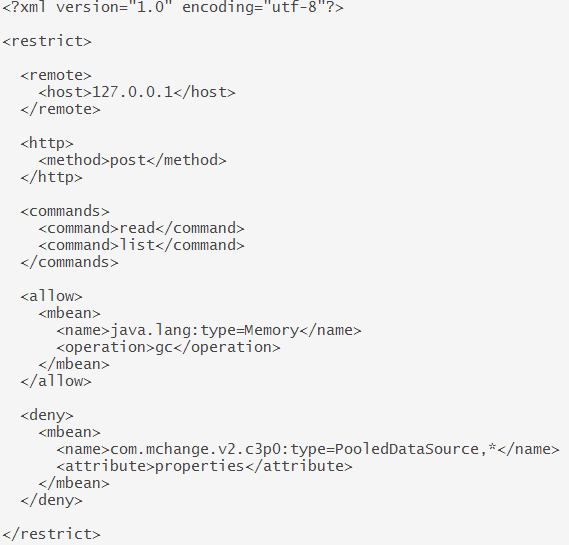 <?xml version="1.0" encoding="utf-8"?>
<restrict>
<remote>
<host>127.0.0.1</host>
</remote>
<http>
<method>post</method>
</http>
<commands>
<command>read</command>
<command>list</command>
</commands>
<allow>
<mbean>
<name>java.lang:type=Memory</name>
<operation>gc</operation>
</mbean>
</allow>
<deny>
<mbean>
<name>com.mchange.v2.c3p0:type=PooledDataSource,*</name>
<attribute>properties</attribute>
</mbean>
</deny>
</restrict>